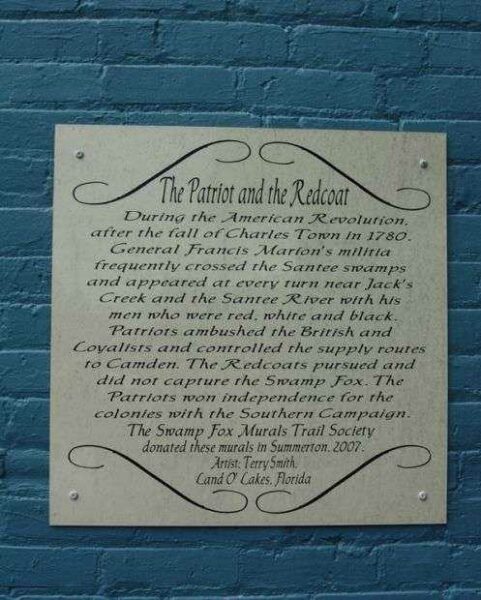 The Patriot and the Redcoat
During the American Revolution,
after the fall of Charles Town in 1780,
General Francis Marion's militia
frequently crossed the Santee swamps
and appeared at every turn near Jack's
Creek and the Santee River with his
men who were red, white and black.
Patriots ambushed the British and
Loyalists and controlled the supply routes
to Camden. The Redcoats pursued and
did not capture the Swamp Fox. The
Patriots won independence for the
colonies with the Southern Campaign.
The Swamp Fox Murals Trail Society
donated these murals in Summerton, 2007.
Artist: Terry Smith,
Land O' Lakes, Florida